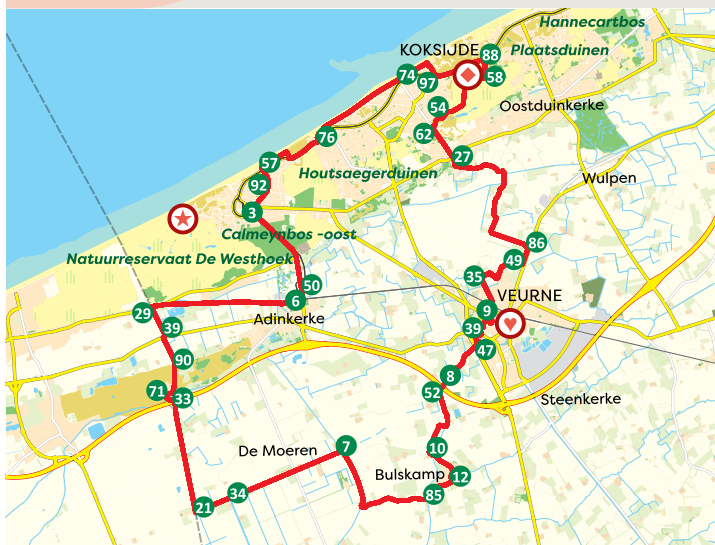 Hannecartbos
KOKSIJDE
88
Plaatsduinen
74
97
58
Oostduinkerke
54
62
76
27
57
Houtsaegerduinen
Wulpen
92
3
Calmeynbos -oost
86
Natuurreservaat De Westhoek
49
35
50
6
VEURNE
29
9
Adinkerke
39
39
47
90
8
71
33
52
Steenkerke
De Moeren
7
10
Bulskamp
12
34
85
21